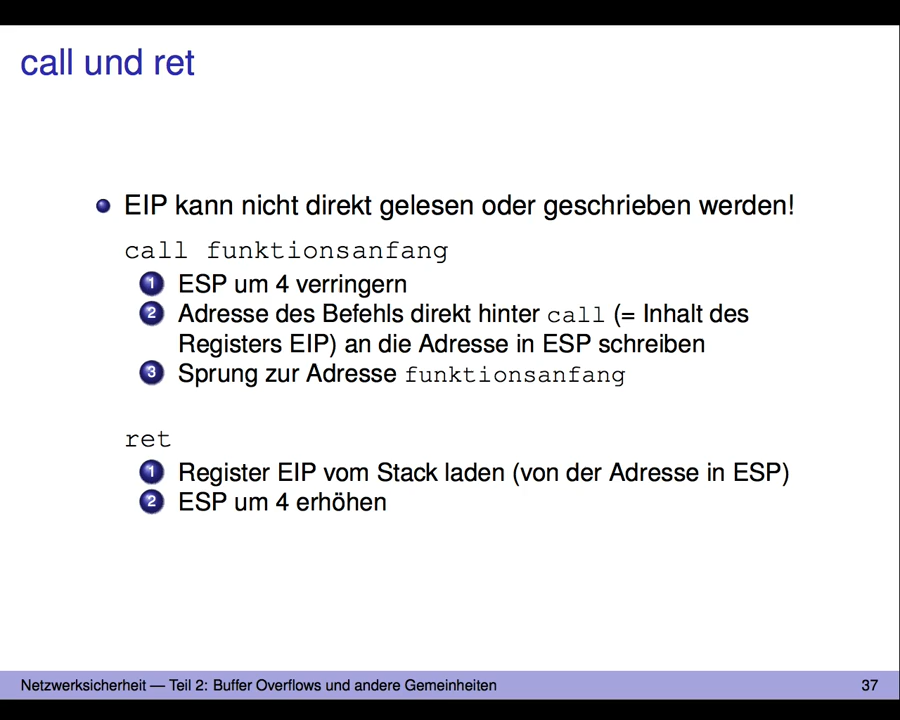 call und ret
EIP kann nicht direkt gelesen oder geschrieben werden!
call funktionsanfang
1 ESP um 4 verringern
2 Adresse des Befehls direkt hinter call (= Inhalt des
Registers EIP) an die Adresse in ESP schreiben
3 Sprung zur Adresse funktionsanfang
ret
1 Register EIP vom Stack laden (von der Adresse in ESP)
2 ESP um 4 erhöhen
Netzwerksicherheit — Teil 2: Buffer Overflows und andere Gemeinheiten 37